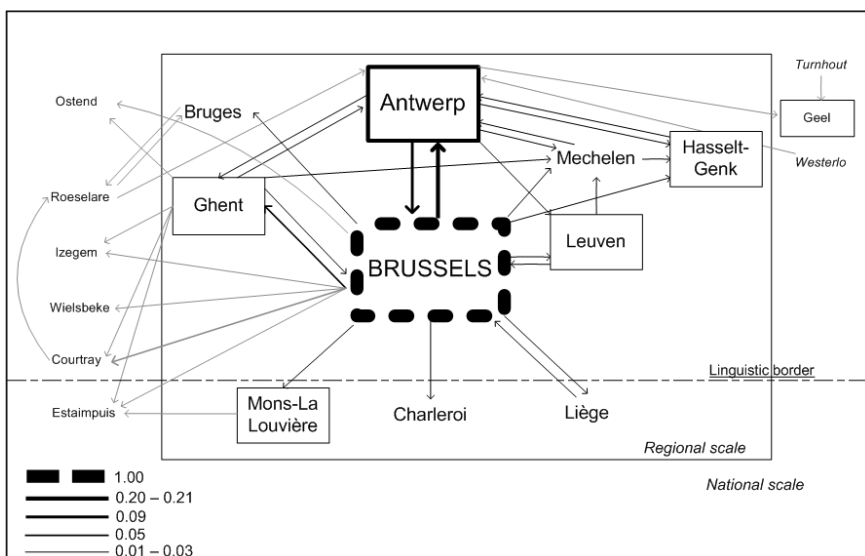 Turnhout
Ostend
Antwerp
Bruges
Geel
Mechelen
Hasselt-
Genk
Westerlo
Roeselare
Ghent
Leuven
Izegem
BRUSSELS
Wielsbeke
Courtray
Linguistic border
Estaimpuis
Mons-La
Louvière
Charleroi
Liège
Regional scale
National scale
1.00
0.20 – 0.21
0.09
0.05
0.01 – 0.03